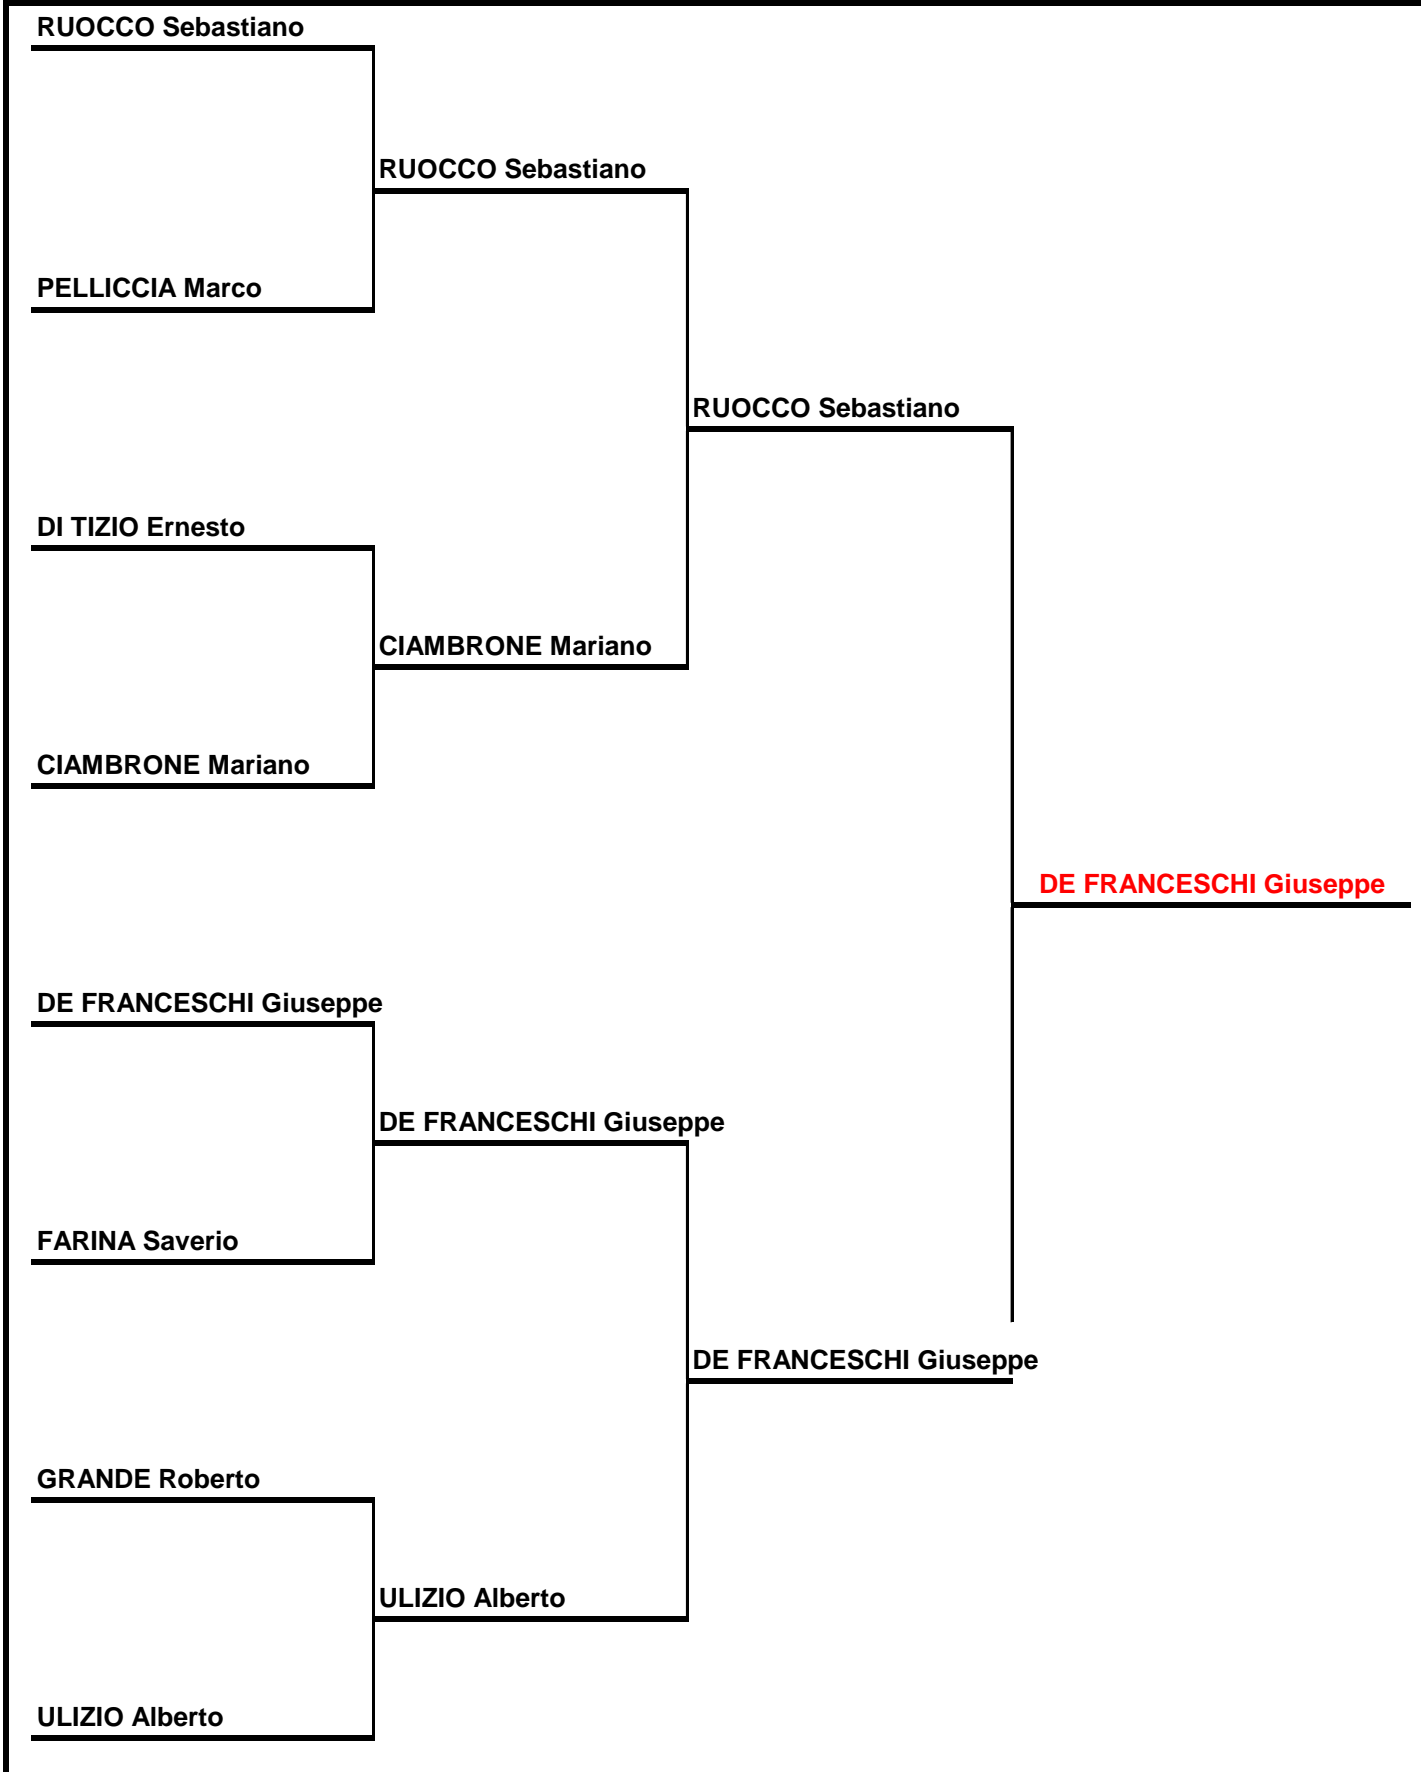 RUOCCO Sebastiano
RUOCCO Sebastiano
PELLICCIA Marco
RUOCCO Sebastiano
DI TIZIO Ernesto
CIAMBRONE Mariano
CIAMBRONE Mariano
DE FRANCESCHI Giuseppe
DE FRANCESCHI Giuseppe
DE FRANCESCHI Giuseppe
FARINA Saverio
DE FRANCESCHI Giuseppe
GRANDE Roberto
ULIZIO Alberto
ULIZIO Alberto